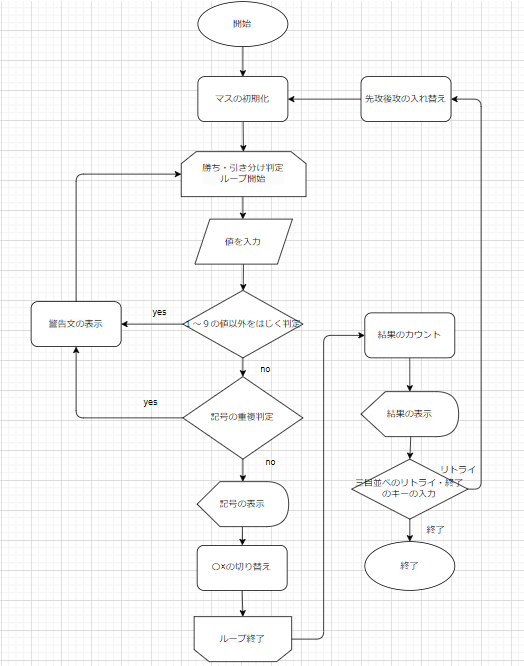 開始
マスの初期化
先攻後攻の入れ替え
勝ち・引き分け判定
ループ開始
値を入力
yes
警告文の表示
１～９の値以外をはじく判定
no
yes
記号の重複判定
no
記号の表示
〇×の切り替え
ループ終了
結果のカウント
結果の表示
リトライ
三目並べのリトライ・終了
のキーの入力
終了
終了